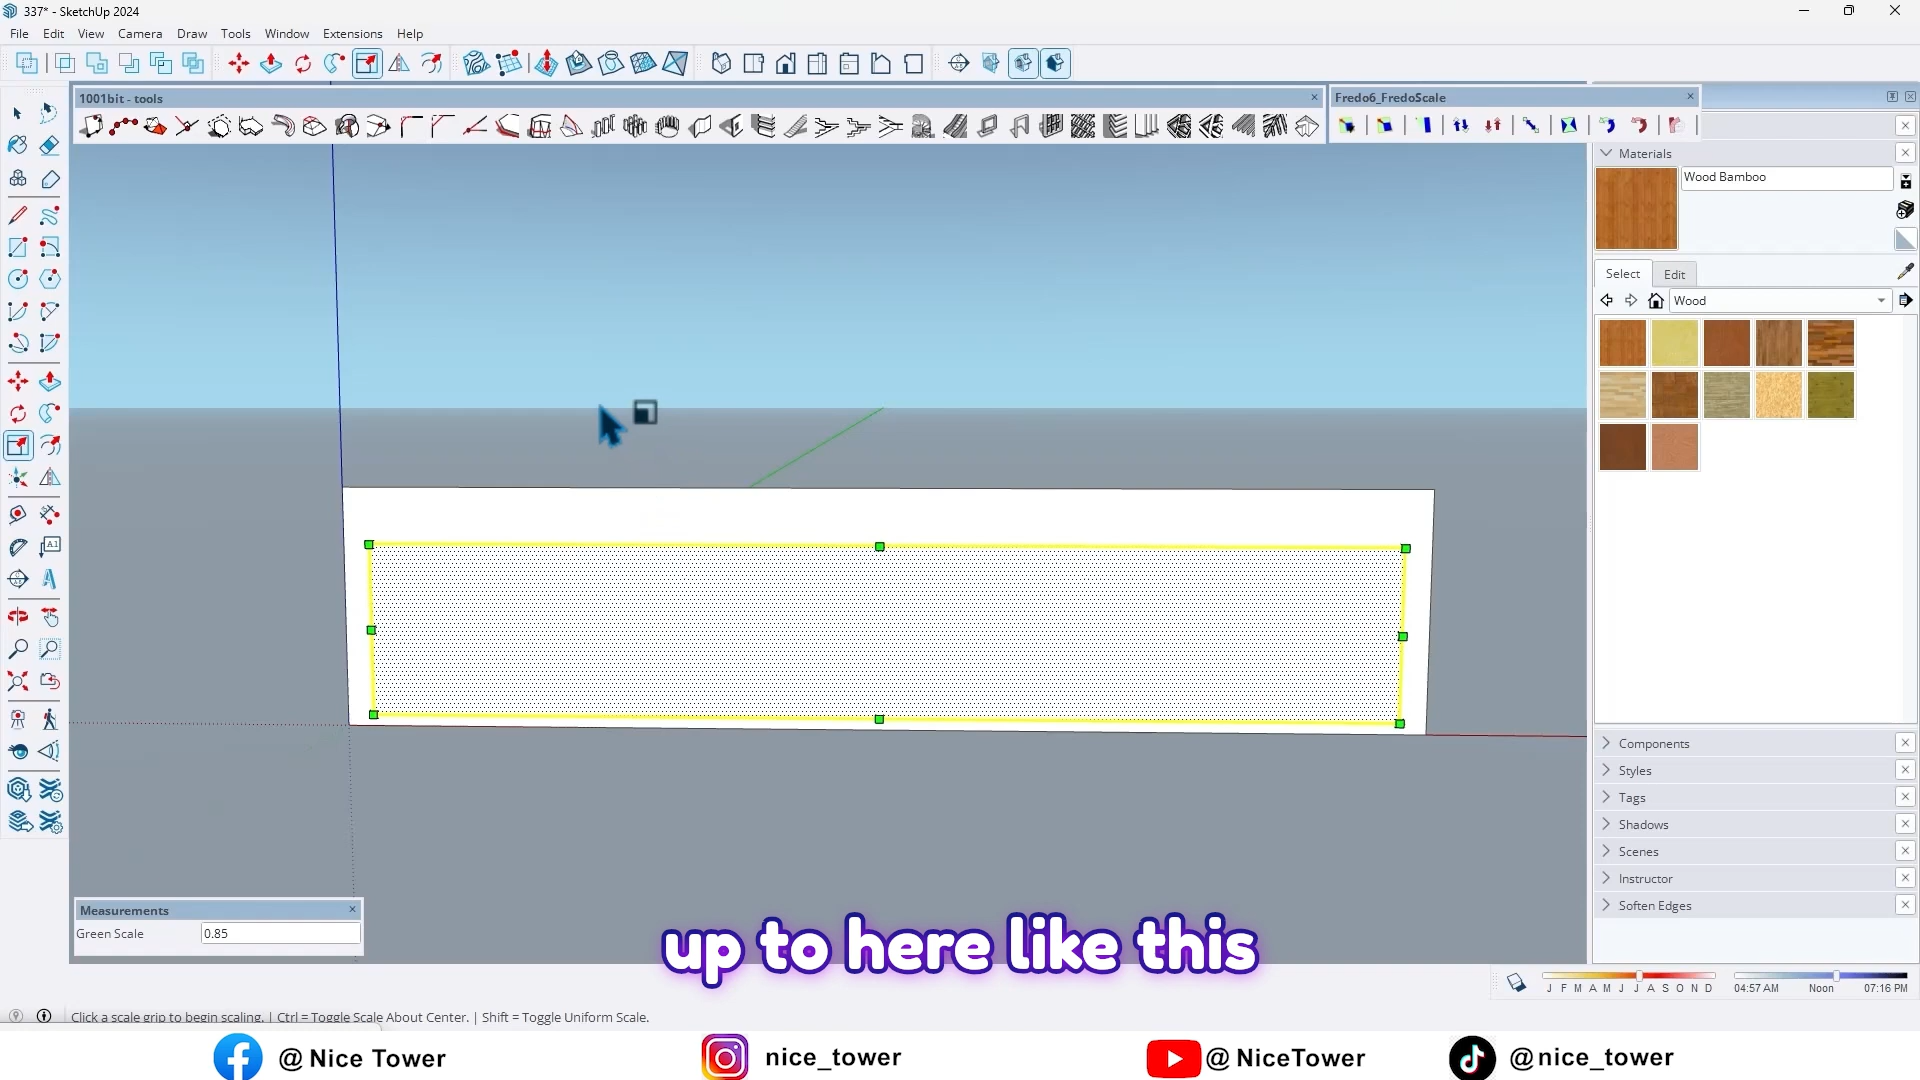 337* - SketchUp 2024
File Edit View Camera Draw Tools Window Extensions Help
1001bit - tools
Fredo6_FredoScale
Materials
Wood Bamboo
Select Edit
Wood
Components
Styles
Tags
Shadows
Scenes
Instructor
Soften Edges
Measurements
Green Scale 0.85
up to here like this
J F M A M J J A S O N D 04:57 AM Noon 07:16 PM
Click a scale grip to begin scaling. | Ctrl = Toggle Scale About Center. | Shift = Toggle Uniform Scale.
@ Nice Tower nice_tower @ NiceTower @nice_tower